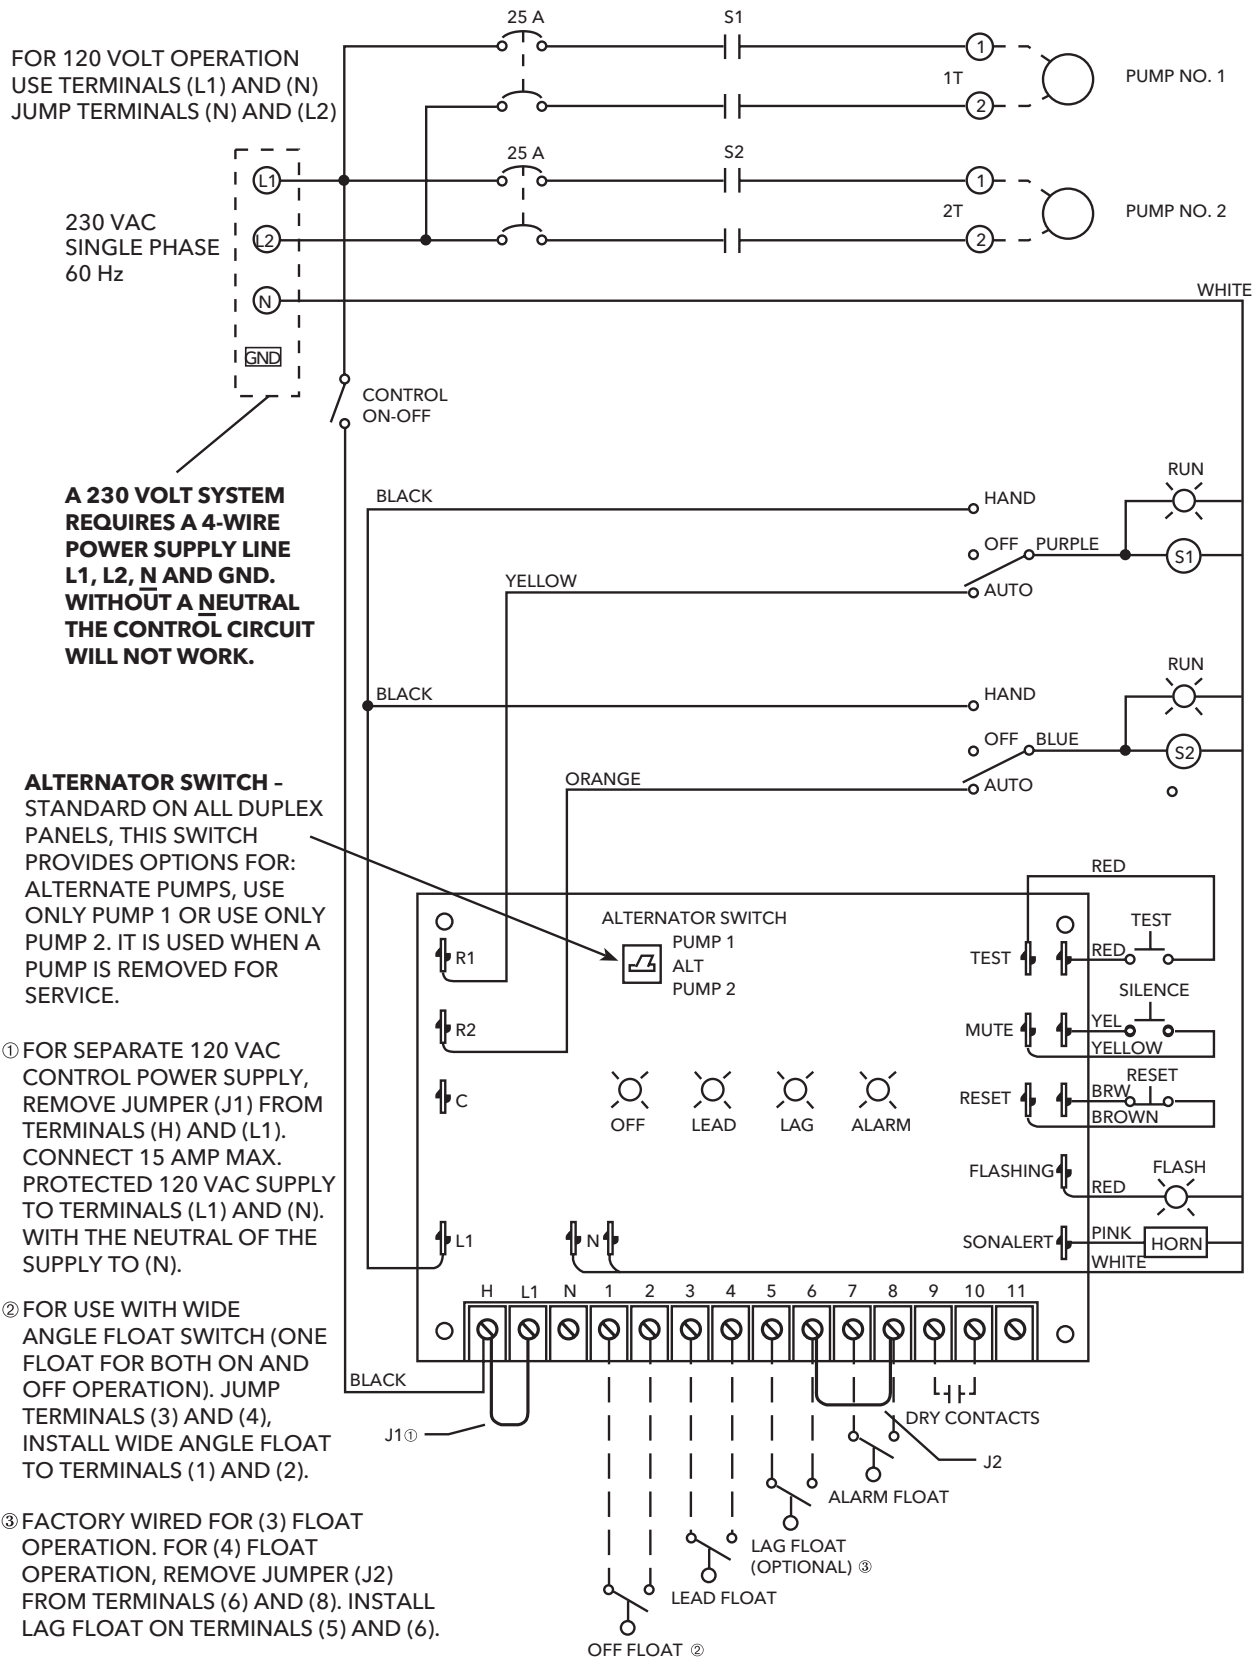 25 A
S1
FOR 120 VOLT OPERATION
USE TERMINALS (L1) AND (N)
JUMP TERMINALS (N) AND (L2)
1
1T
PUMP NO. 1
2
25 A
S2
L1
1
230 VAC
SINGLE PHASE
60 Hz
2T
PUMP NO. 2
L2
2
N
WHITE
GND
CONTROL
ON-OFF
A 230 VOLT SYSTEM
REQUIRES A 4-WIRE
POWER SUPPLY LINE
L1, L2, N AND GND.
WITHOUT A NEUTRAL
THE CONTROL CIRCUIT
WILL NOT WORK.
BLACK
HAND
RUN
OFF
PURPLE
S1
YELLOW
AUTO
BLACK
HAND
RUN
OFF
BLUE
S2
ORANGE
AUTO
ALTERNATOR SWITCH –
STANDARD ON ALL DUPLEX
PANELS, THIS SWITCH
PROVIDES OPTIONS FOR:
ALTERNATE PUMPS, USE
ONLY PUMP 1 OR USE ONLY
PUMP 2. IT IS USED WHEN A
PUMP IS REMOVED FOR
SERVICE.
RED
ALTERNATOR SWITCH
PUMP 1
ALT
PUMP 2
R1
TEST
RED
TEST
SILENCE
R2
MUTE
YEL
YELLOW
RESET
C
RESET
BRW
BROWN
OFF
LEAD
LAG
ALARM
FLASHING
RED
FLASH
L1
N
SONALERT
PINK
HORN
WHITE
① FOR SEPARATE 120 VAC
CONTROL POWER SUPPLY,
REMOVE JUMPER (J1) FROM
TERMINALS (H) AND (L1).
CONNECT 15 AMP MAX.
PROTECTED 120 VAC SUPPLY
TO TERMINALS (L1) AND (N).
WITH THE NEUTRAL OF THE
SUPPLY TO (N).
H L1 N 1 2 3 4 5 6 7 8 9 10 11
② FOR USE WITH WIDE
ANGLE FLOAT SWITCH (ONE
FLOAT FOR BOTH ON AND
OFF OPERATION). JUMP
TERMINALS (3) AND (4),
INSTALL WIDE ANGLE FLOAT
TO TERMINALS (1) AND (2).
BLACK
J1①
DRY CONTACTS
J2
ALARM FLOAT
LAG FLOAT
(OPTIONAL) ③
LEAD FLOAT
OFF FLOAT ②
③ FACTORY WIRED FOR (3) FLOAT
OPERATION. FOR (4) FLOAT
OPERATION, REMOVE JUMPER (J2)
FROM TERMINALS (6) AND (8). INSTALL
LAG FLOAT ON TERMINALS (5) AND (6).